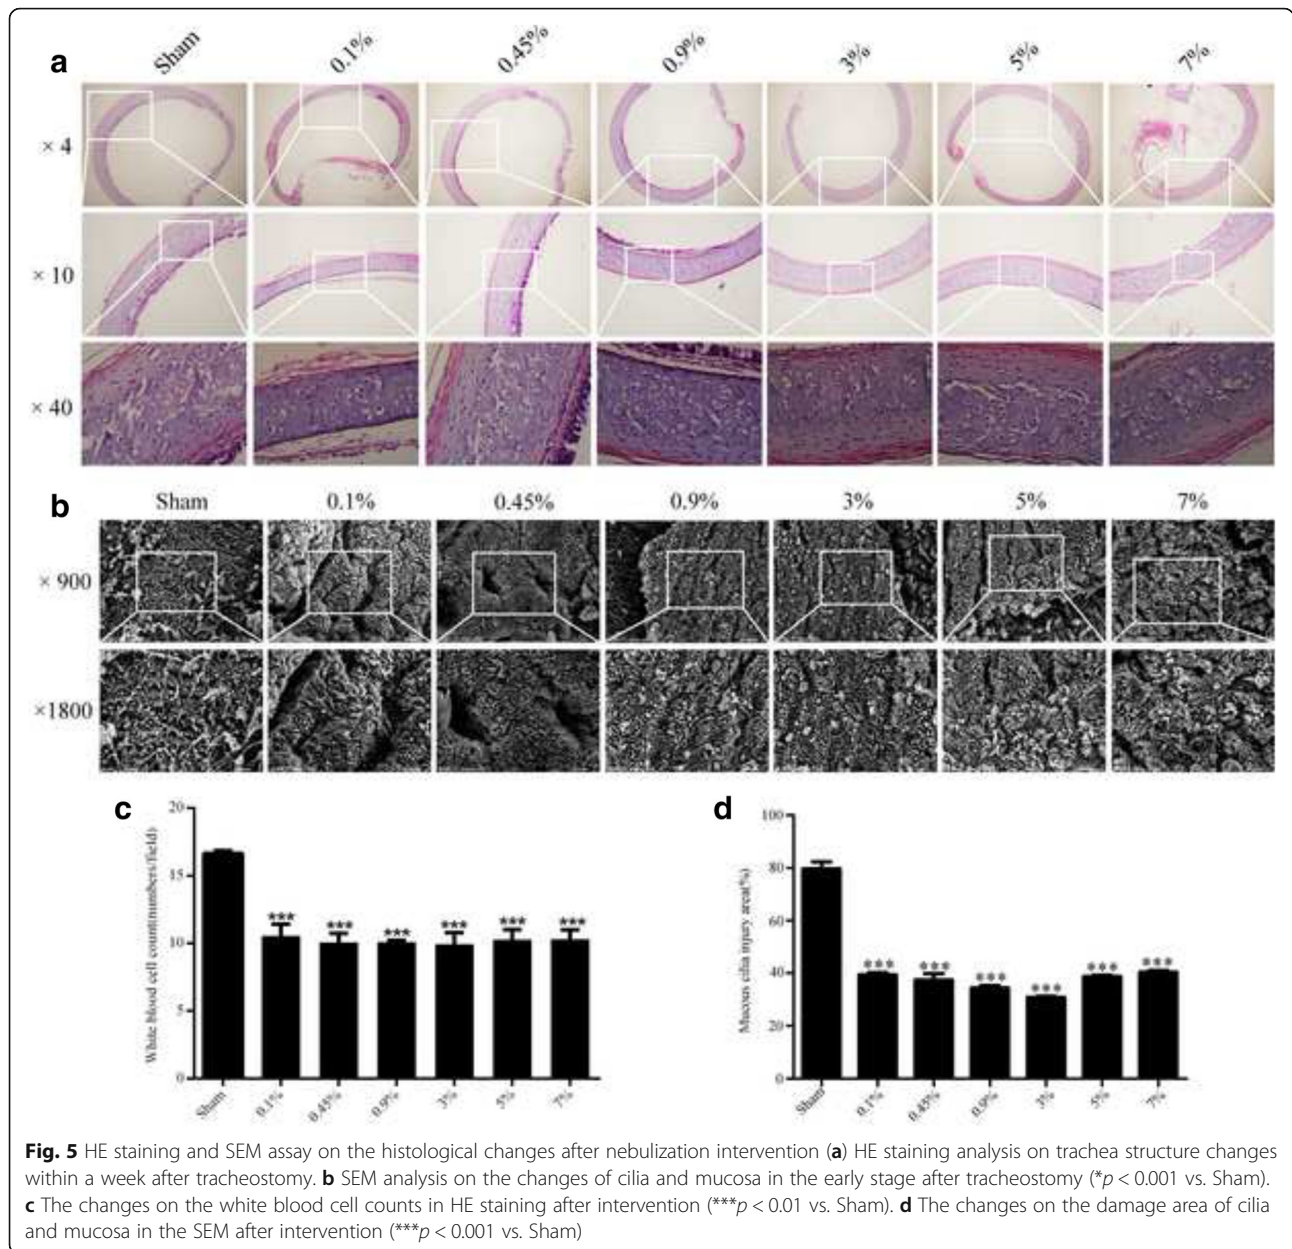 a
Sham 0.1% 0.45% 0.9% 3% 5% 7%
× 4
× 10
× 40
b
Sham 0.1% 0.45% 0.9% 3% 5% 7%
× 900
×1800
c
White blood cell count(numbers/field)
20
15
10
5
0
*** *** *** *** *** ***
Sham 0.1% 0.45% 0.9% 3% 5% 7%
d
Mucous cilia injury area(%)
100
80
60
40
20
0
*** *** *** *** *** ***
Sham 0.1% 0.45% 0.9% 3% 5% 7%
Fig. 5 HE staining and SEM assay on the histological changes after nebulization intervention (a) HE staining analysis on trachea structure changes
within a week after tracheostomy. b SEM analysis on the changes of cilia and mucosa in the early stage after tracheostomy (*p < 0.001 vs. Sham).
c The changes on the white blood cell counts in HE staining after intervention (***p < 0.01 vs. Sham). d The changes on the damage area of cilia
and mucosa in the SEM after intervention (***p < 0.001 vs. Sham)